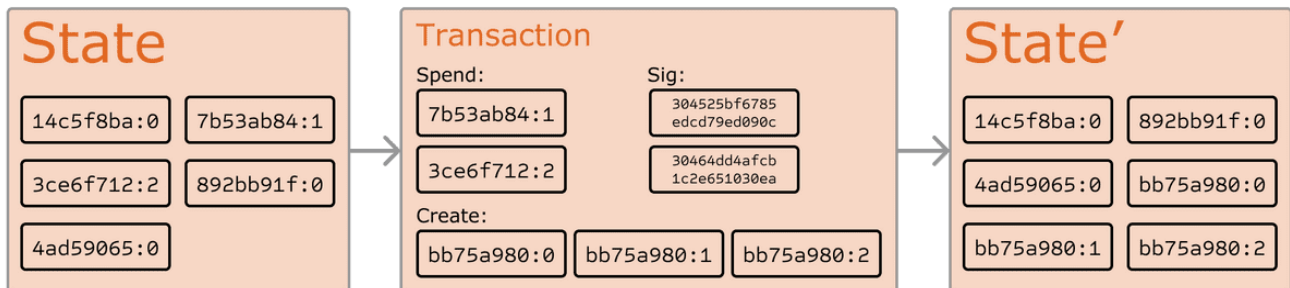 State
14c5f8ba:0 7b53ab84:1
3ce6f712:2 892bb91f:0
4ad59065:0
Transaction
Spend: Sig:
7b53ab84:1
304525bf6785
edcd79ed090c
3ce6f712:2
30464dd4afcb
1c2e651030ea
Create:
bb75a980:0 bb75a980:1 bb75a980:2
State’
14c5f8ba:0 892bb91f:0
4ad59065:0 bb75a980:0
bb75a980:1 bb75a980:2